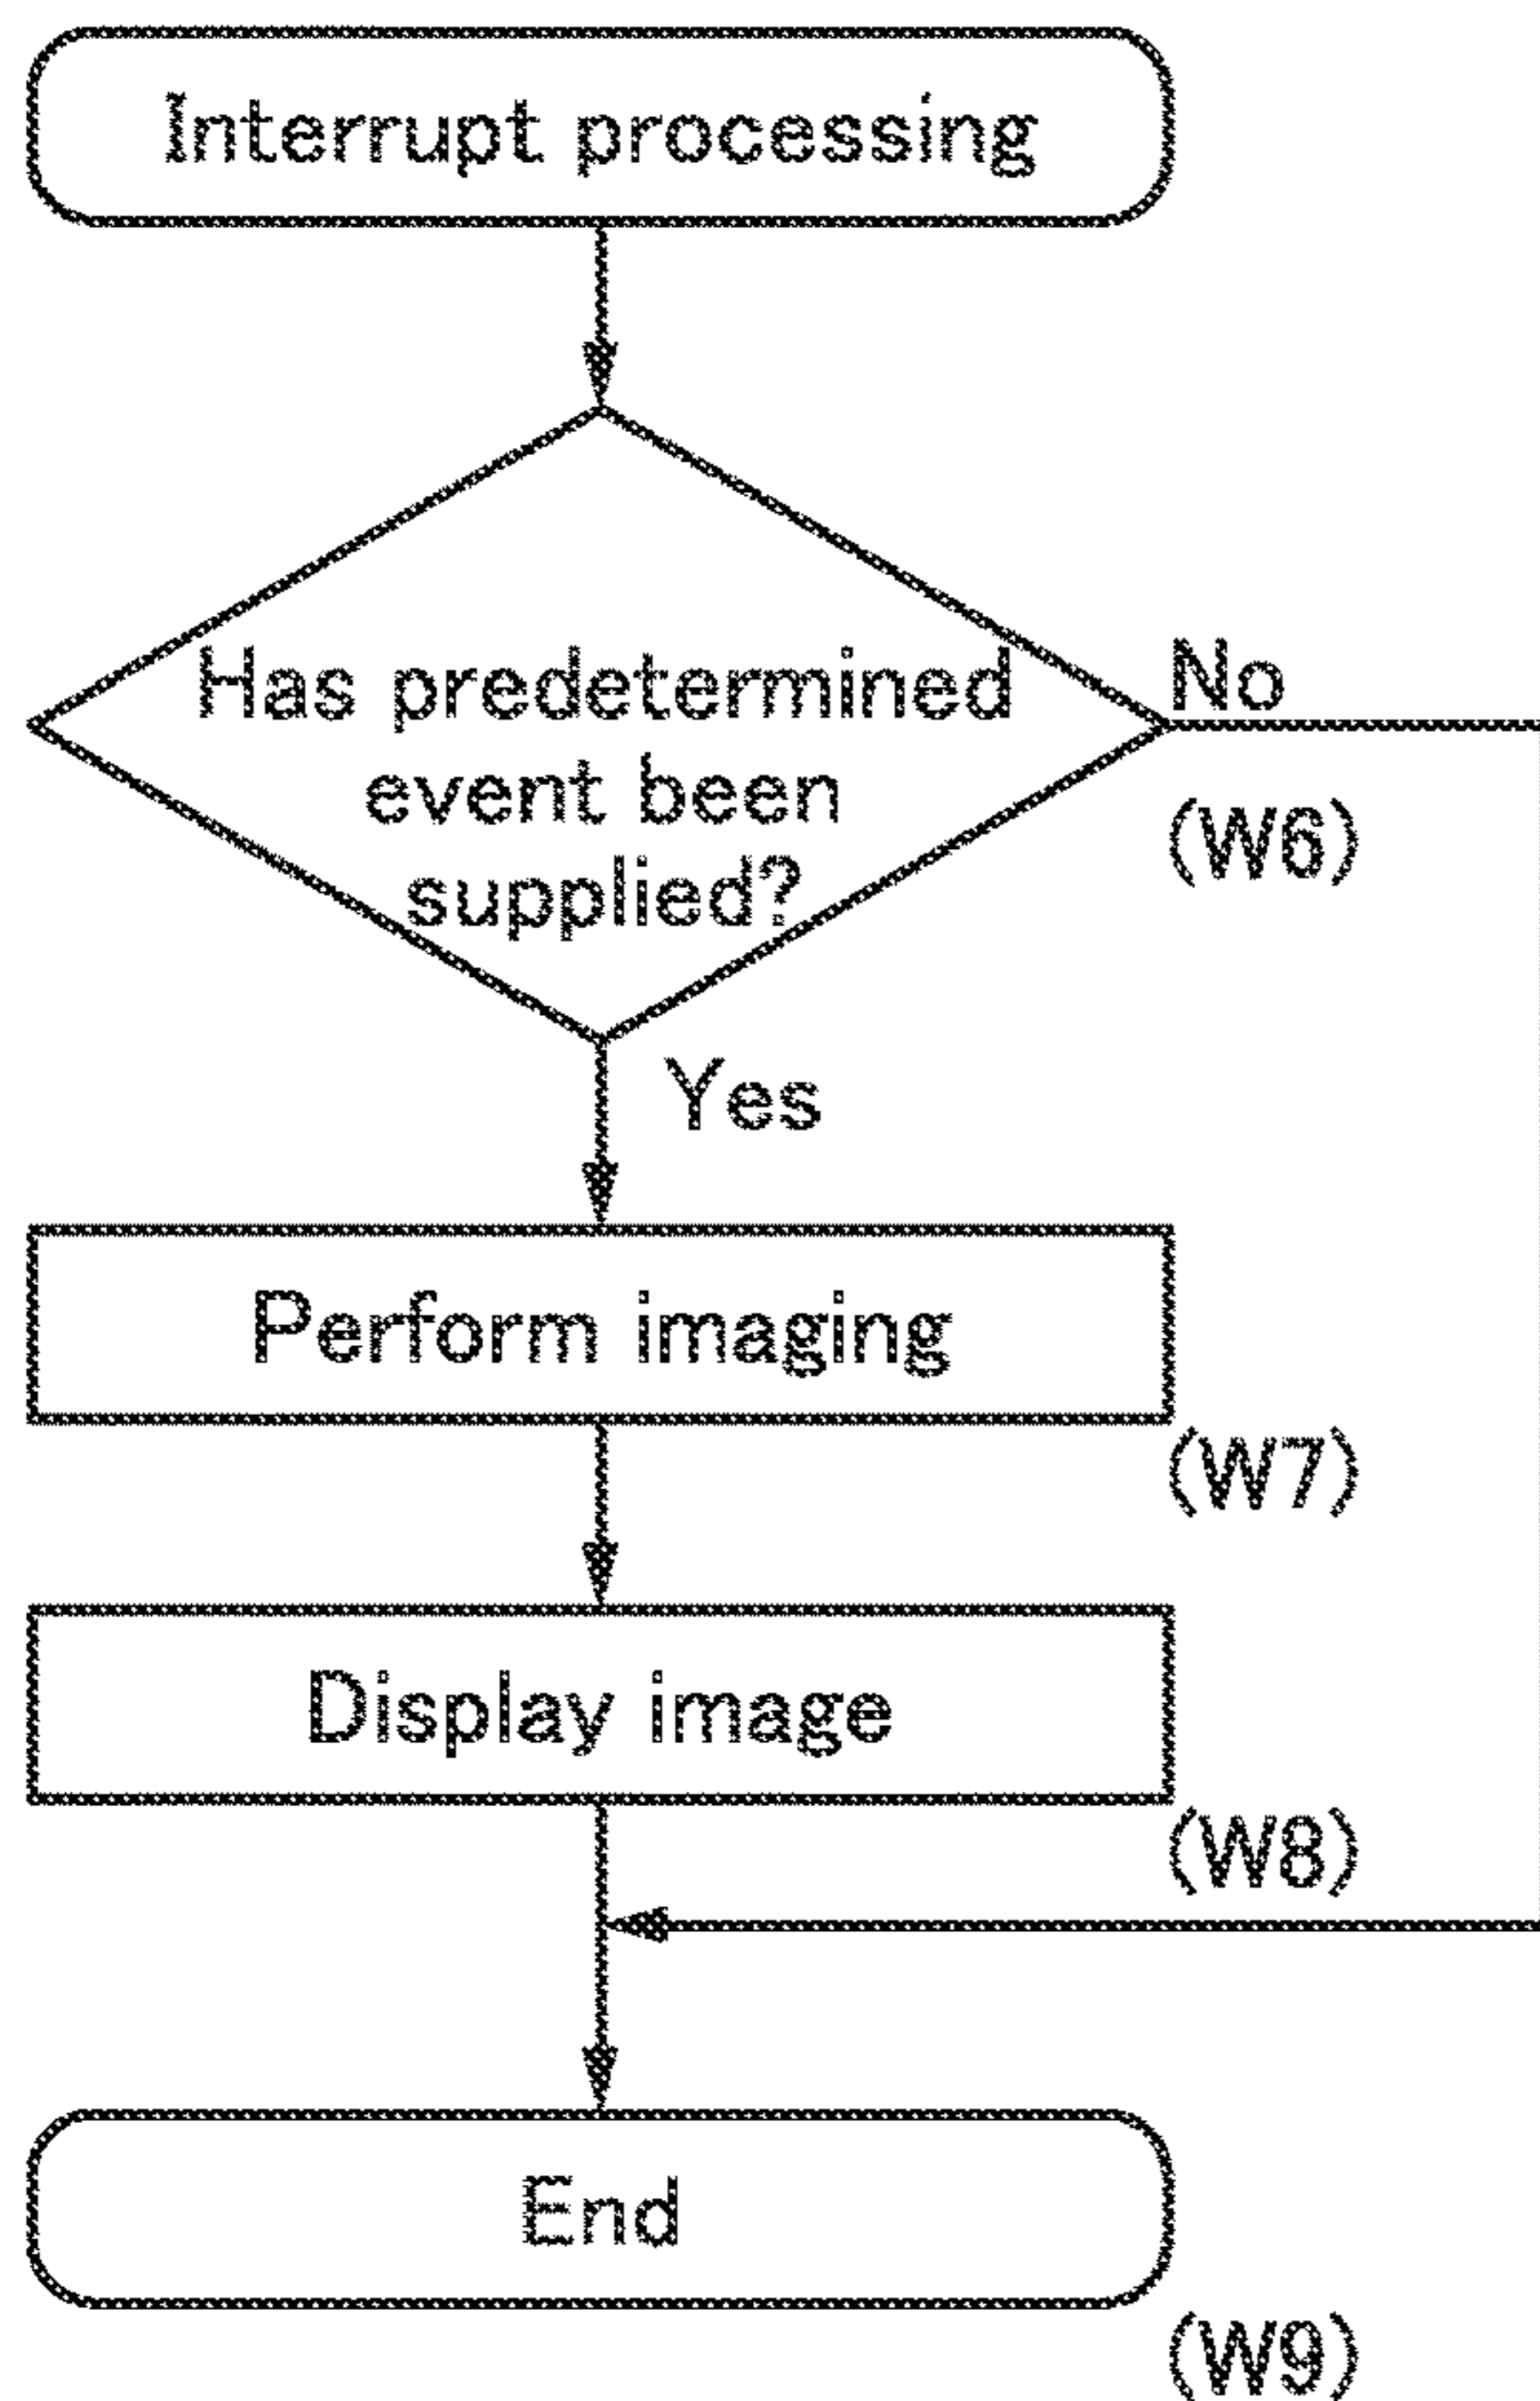 Interrupt processing
Has predetermined
event been
supplied?
No
(W6)
Yes
Perform imaging
(W7)
Display image
(W8)
End
(W9)